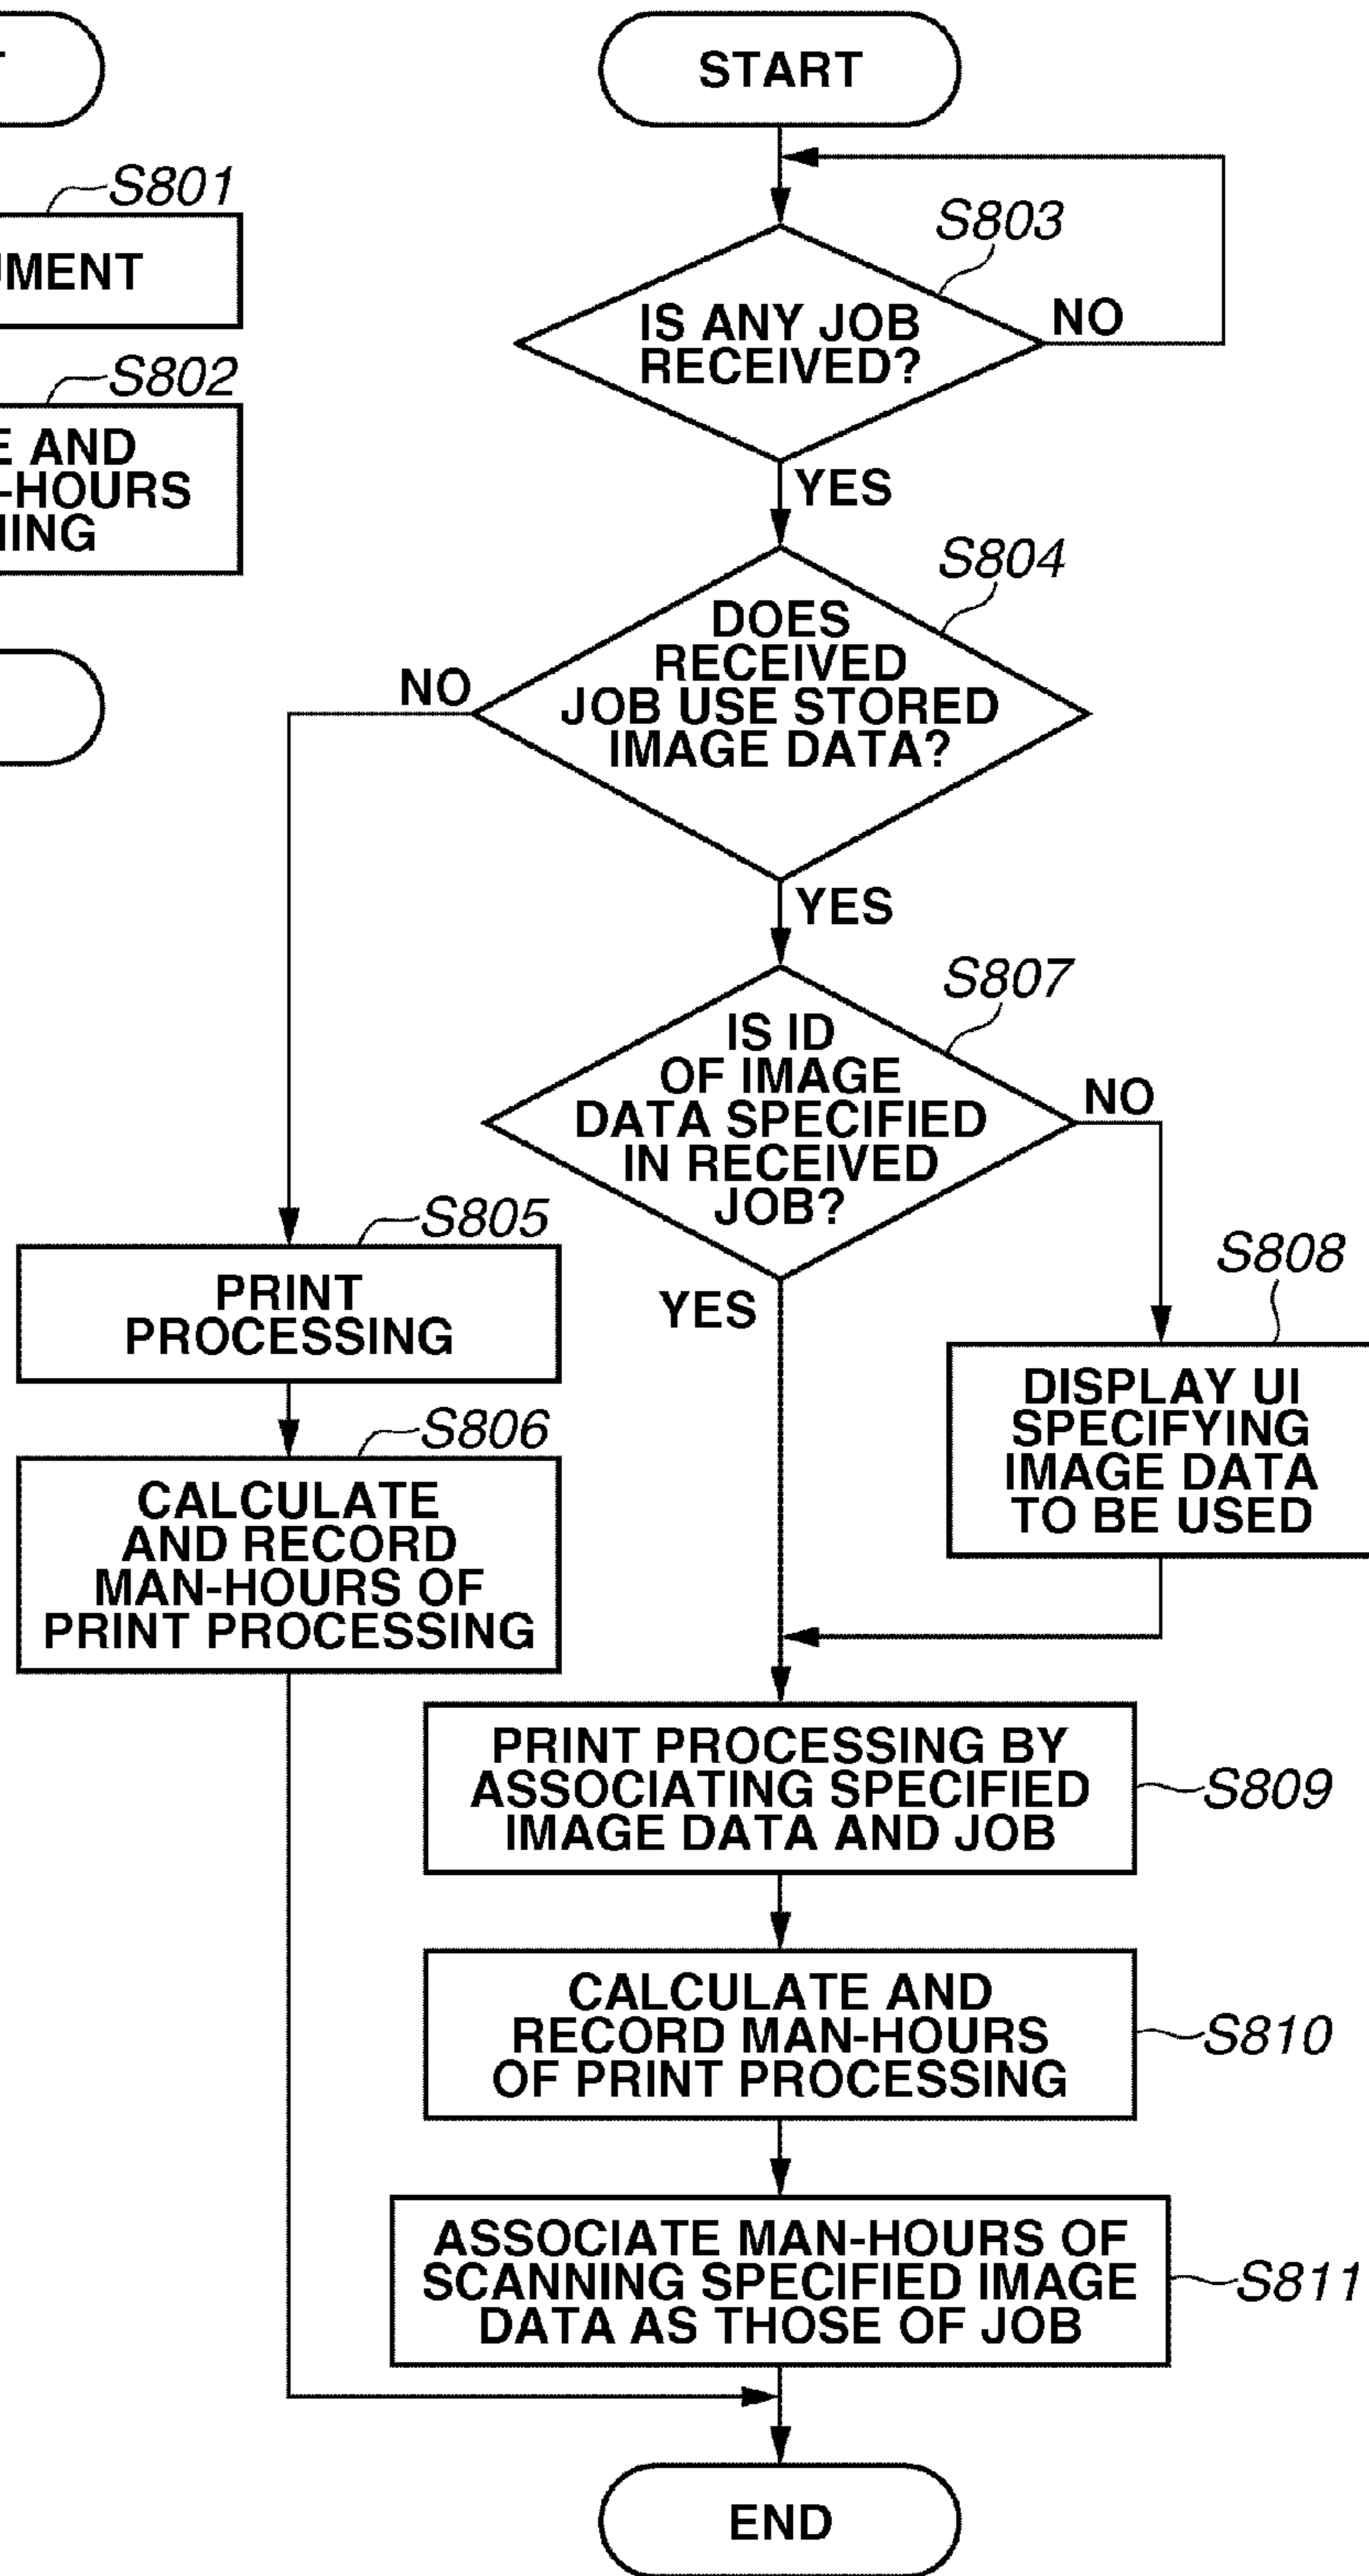 S801
S802
AND
-HOURS
START
S803
IS ANY JOB
RECEIVED?
NO
YES
S804
DOES
RECEIVED
JOB USE STORED
IMAGE DATA?
NO
YES
S807
IS ID
OF IMAGE
DATA SPECIFIED
IN RECEIVED
JOB?
NO
YES
S805
PRINT
PROCESSING
S806
CALCULATE
AND RECORD
MAN-HOURS OF
PRINT PROCESSING
S808
DISPLAY UI
SPECIFYING
IMAGE DATA
TO BE USED
PRINT PROCESSING BY
ASSOCIATING SPECIFIED
IMAGE DATA AND JOB
S809
CALCULATE AND
RECORD MAN-HOURS
OF PRINT PROCESSING
S810
ASSOCIATE MAN-HOURS OF
SCANNING SPECIFIED IMAGE
DATA AS THOSE OF JOB
S811
END